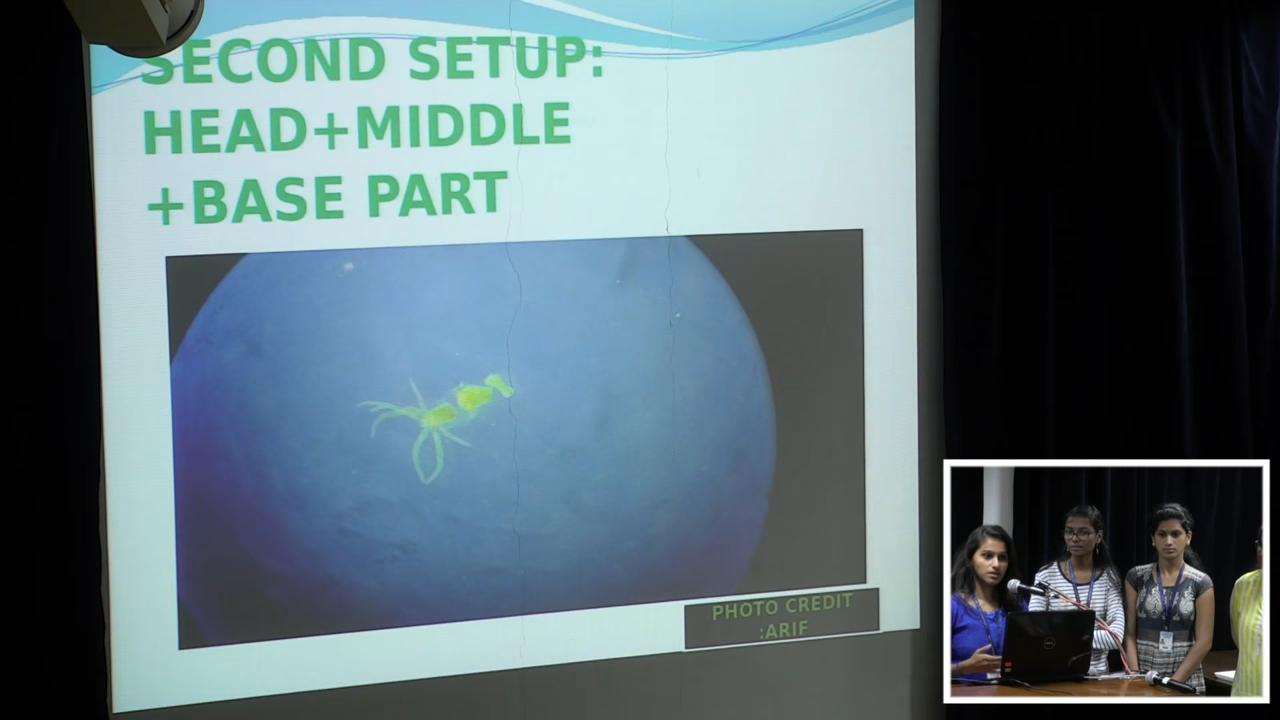 SECOND SETUP:
HEAD+MIDDLE
+BASE PART
PHOTO CREDIT
:ARIF